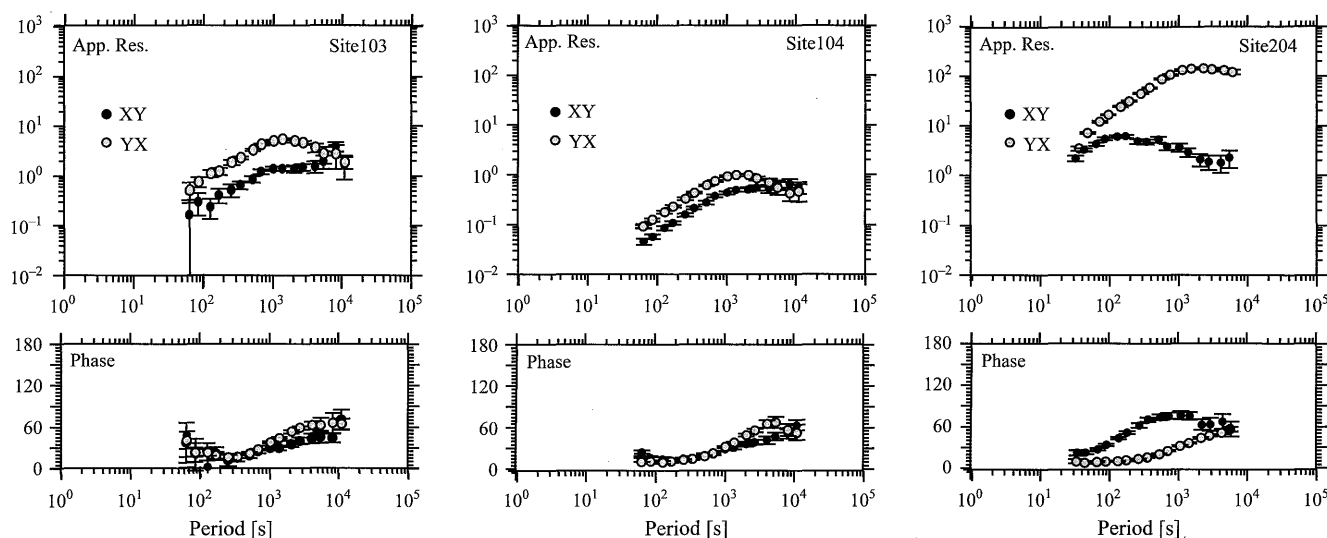 App. Res. Site103
10³
10²
10¹
10⁰
10⁻¹
10⁻²
XY
YX
10⁰ 10¹ 10² 10³ 10⁴ 10⁵
Phase
180
120
60
0
10⁰ 10¹ 10² 10³ 10⁴ 10⁵
Period [s]
App. Res. Site104
10³
10²
10¹
10⁰
10⁻¹
10⁻²
XY
YX
10⁰ 10¹ 10² 10³ 10⁴ 10⁵
Phase
180
120
60
0
10⁰ 10¹ 10² 10³ 10⁴ 10⁵
Period [s]
App. Res. Site204
10³
10²
10¹
10⁰
10⁻¹
10⁻²
XY
YX
10⁰ 10¹ 10² 10³ 10⁴ 10⁵
Phase
180
120
60
0
10⁰ 10¹ 10² 10³ 10⁴ 10⁵
Period [s]